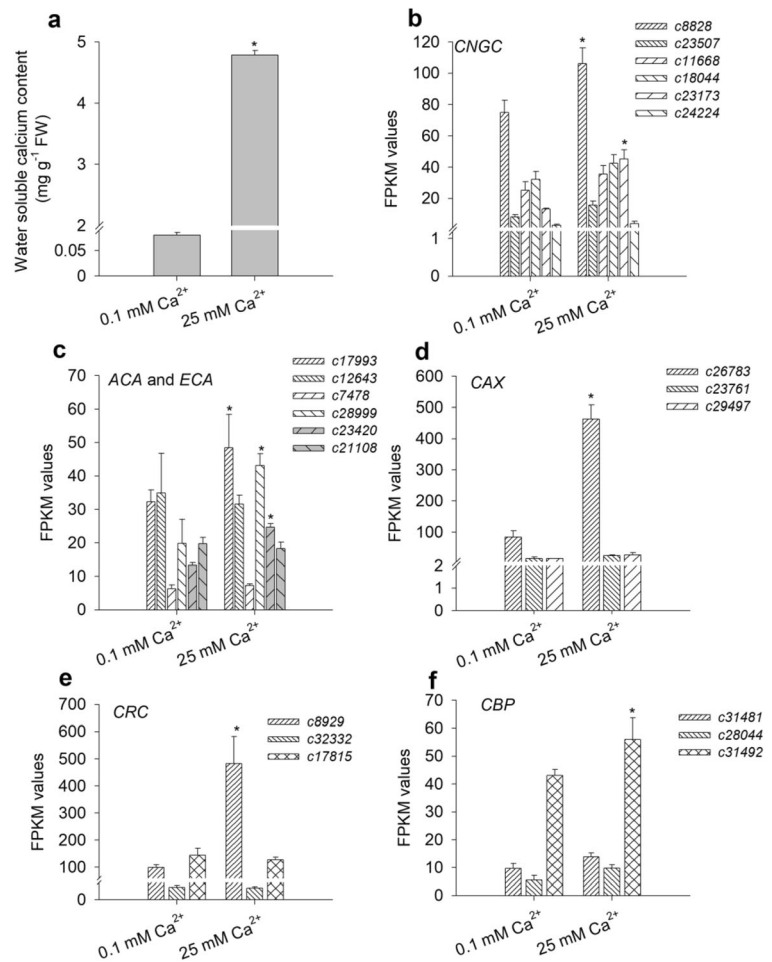 a
Water soluble calcium content
(mg g⁻¹ FW)
5
4
2
0.05
0.00
*
0.1 mM Ca²⁺
25 mM Ca²⁺
b
CNGC
FPKM values
120
100
80
60
40
20
1
0
*
*
c8828
c23507
c11668
c18044
c23173
c24224
0.1 mM Ca²⁺
25 mM Ca²⁺
c
ACA and ECA
FPKM values
70
60
50
40
30
20
10
0
*
*
*
c17993
c12643
c7478
c28999
c23420
c21108
0.1 mM Ca²⁺
25 mM Ca²⁺
d
CAX
FPKM values
600
500
400
300
200
100
2
1
0
*
c26783
c23761
c29497
0.1 mM Ca²⁺
25 mM Ca²⁺
e
CRC
FPKM values
700
600
500
400
300
200
100
0
*
c8929
c32332
c17815
0.1 mM Ca²⁺
25 mM Ca²⁺
f
CBP
FPKM values
70
60
50
40
30
20
10
0
*
c31481
c28044
c31492
0.1 mM Ca²⁺
25 mM Ca²⁺